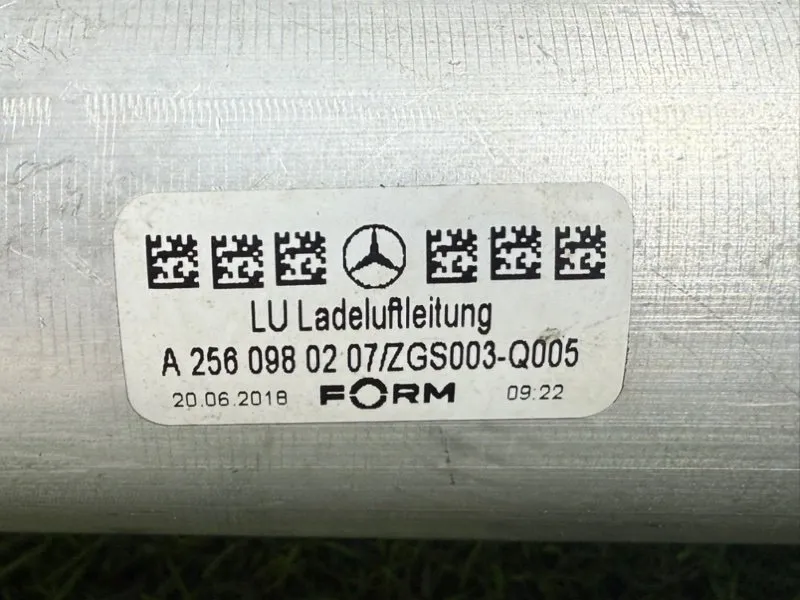 LU Ladeluftleitung
A 256 098 02 07/ZGS003-Q005
20.06.2018 FORM 09:22